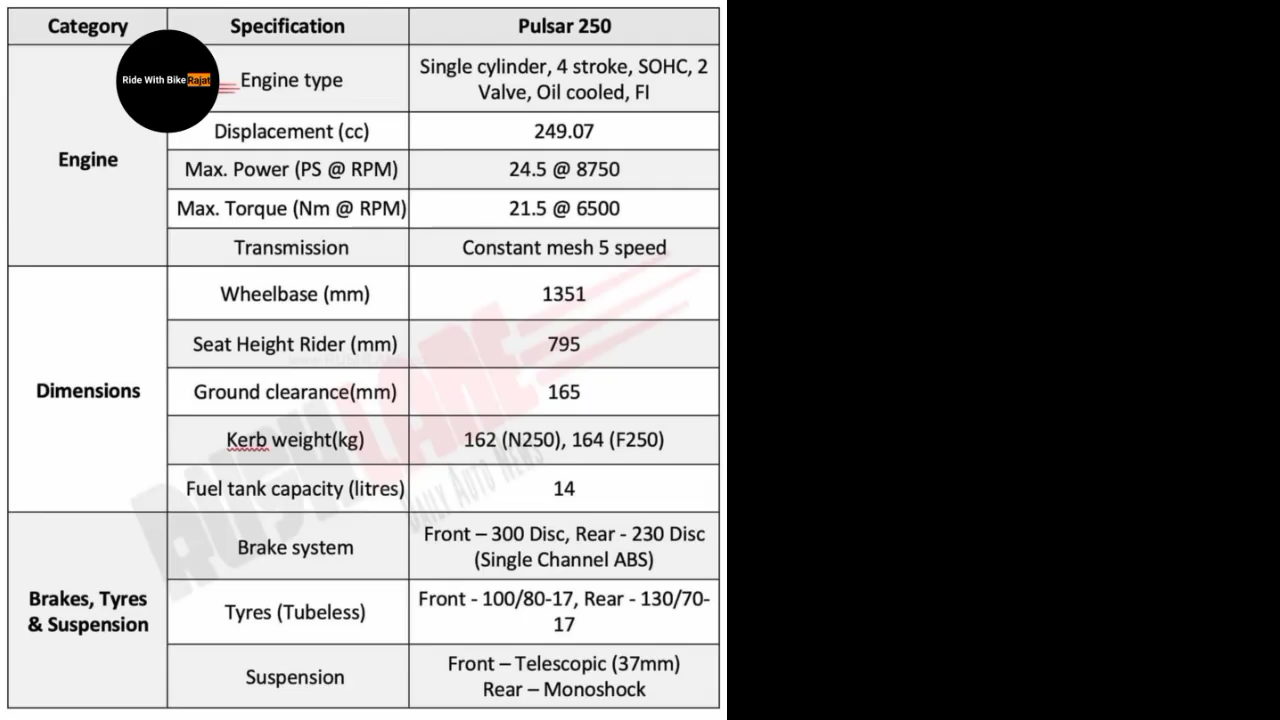 Category Specification Pulsar 250
Ride With Bike Rajat
Engine
Engine type
Single cylinder, 4 stroke, SOHC, 2
Valve, Oil cooled, FI
Displacement (cc) 249.07
Max. Power (PS @ RPM) 24.5 @ 8750
Max. Torque (Nm @ RPM) 21.5 @ 6500
Transmission Constant mesh 5 speed
Dimensions
Wheelbase (mm) 1351
Seat Height Rider (mm) 795
Ground clearance(mm) 165
Kerb weight(kg) 162 (N250), 164 (F250)
Fuel tank capacity (litres) 14
RUSHLANE
DAILY AUTO NEWS
Brakes, Tyres
& Suspension
Brake system
Front – 300 Disc, Rear - 230 Disc
(Single Channel ABS)
Tyres (Tubeless)
Front - 100/80-17, Rear - 130/70-
17
Suspension
Front – Telescopic (37mm)
Rear – Monoshock